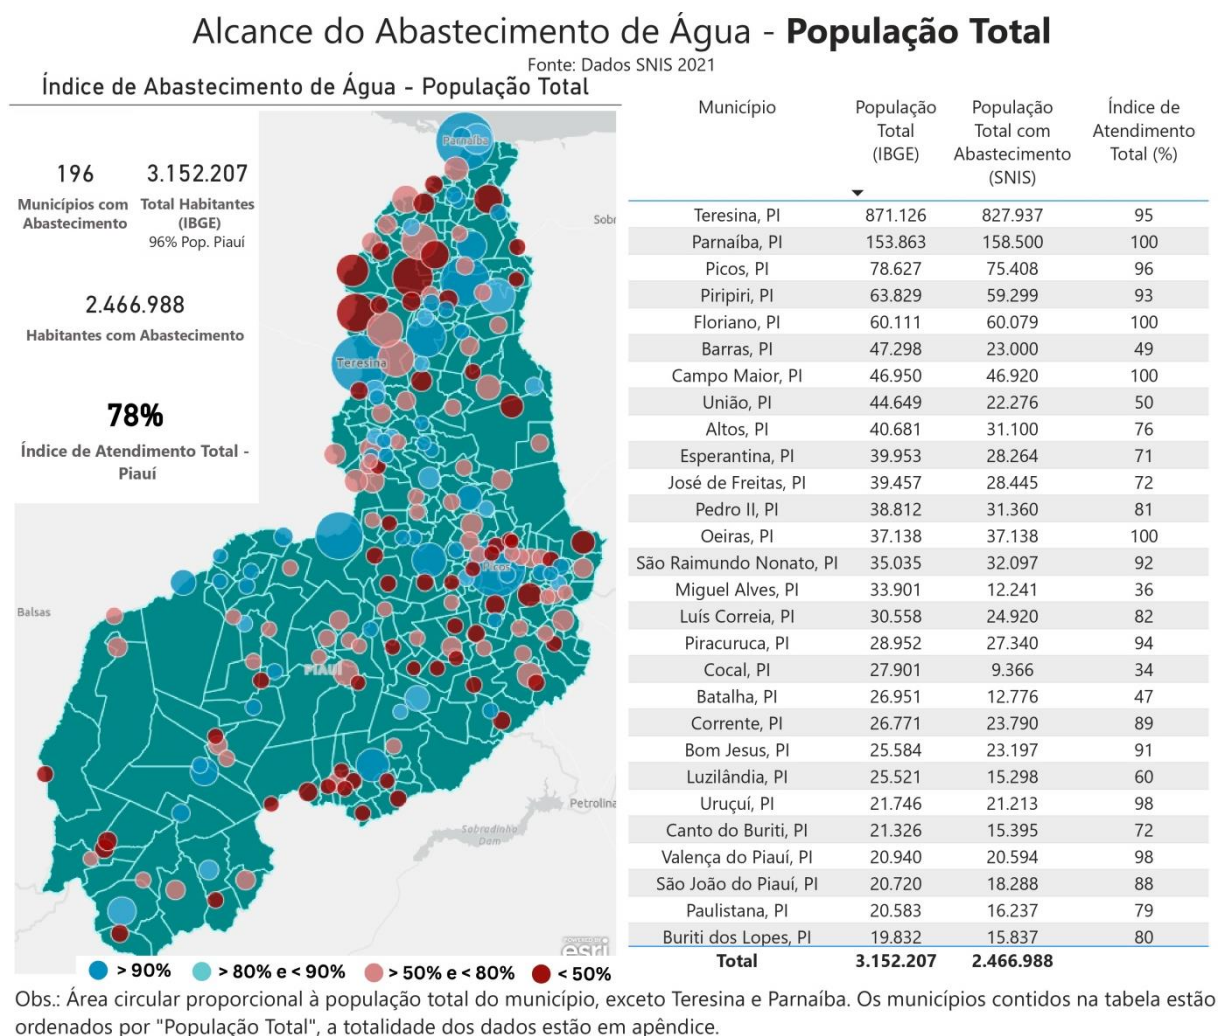 Alcance do Abastecimento de Água - População Total
Fonte: Dados SNIS 2021
Índice de Abastecimento de Água - População Total
196
Municípios com
Abastecimento
3.152.207
Total Habitantes
(IBGE)
96% Pop. Piauí
2.466.988
Habitantes com Abastecimento
78%
Índice de Atendimento Total -
Piauí
Parnaíba
Sobr
Teresina
Picos
Balsas
PIAUÍ
Petrolina
Sobradinho
Dam
POWERED BY
esri
> 90%
> 80% e < 90%
> 50% e < 80%
< 50%
Município População Total (IBGE) População Total com Abastecimento (SNIS) Índice de Atendimento Total (%)
Teresina, PI 871.126 827.937 95
Parnaíba, PI 153.863 158.500 100
Picos, PI 78.627 75.408 96
Piripiri, PI 63.829 59.299 93
Floriano, PI 60.111 60.079 100
Barras, PI 47.298 23.000 49
Campo Maior, PI 46.950 46.920 100
União, PI 44.649 22.276 50
Altos, PI 40.681 31.100 76
Esperantina, PI 39.953 28.264 71
José de Freitas, PI 39.457 28.445 72
Pedro II, PI 38.812 31.360 81
Oeiras, PI 37.138 37.138 100
São Raimundo Nonato, PI 35.035 32.097 92
Miguel Alves, PI 33.901 12.241 36
Luís Correia, PI 30.558 24.920 82
Piracuruca, PI 28.952 27.340 94
Cocal, PI 27.901 9.366 34
Batalha, PI 26.951 12.776 47
Corrente, PI 26.771 23.790 89
Bom Jesus, PI 25.584 23.197 91
Luzilândia, PI 25.521 15.298 60
Uruçuí, PI 21.746 21.213 98
Canto do Buriti, PI 21.326 15.395 72
Valença do Piauí, PI 20.940 20.594 98
São João do Piauí, PI 20.720 18.288 88
Paulistana, PI 20.583 16.237 79
Buriti dos Lopes, PI 19.832 15.837 80
Total 3.152.207 2.466.988
Obs.: Área circular proporcional à população total do município, exceto Teresina e Parnaíba. Os municípios contidos na tabela estão
ordenados por "População Total", a totalidade dos dados estão em apêndice.